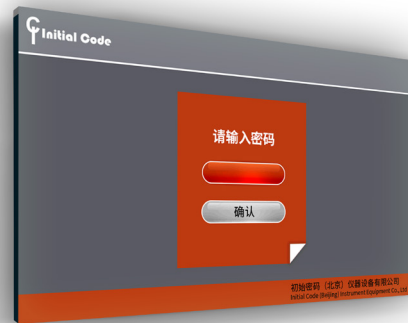 Initial Code
请输入密码
确认
初始密码（北京）仪器设备有限公司
Initial Code (Beijing) Instrument Equipment Co., Ltd